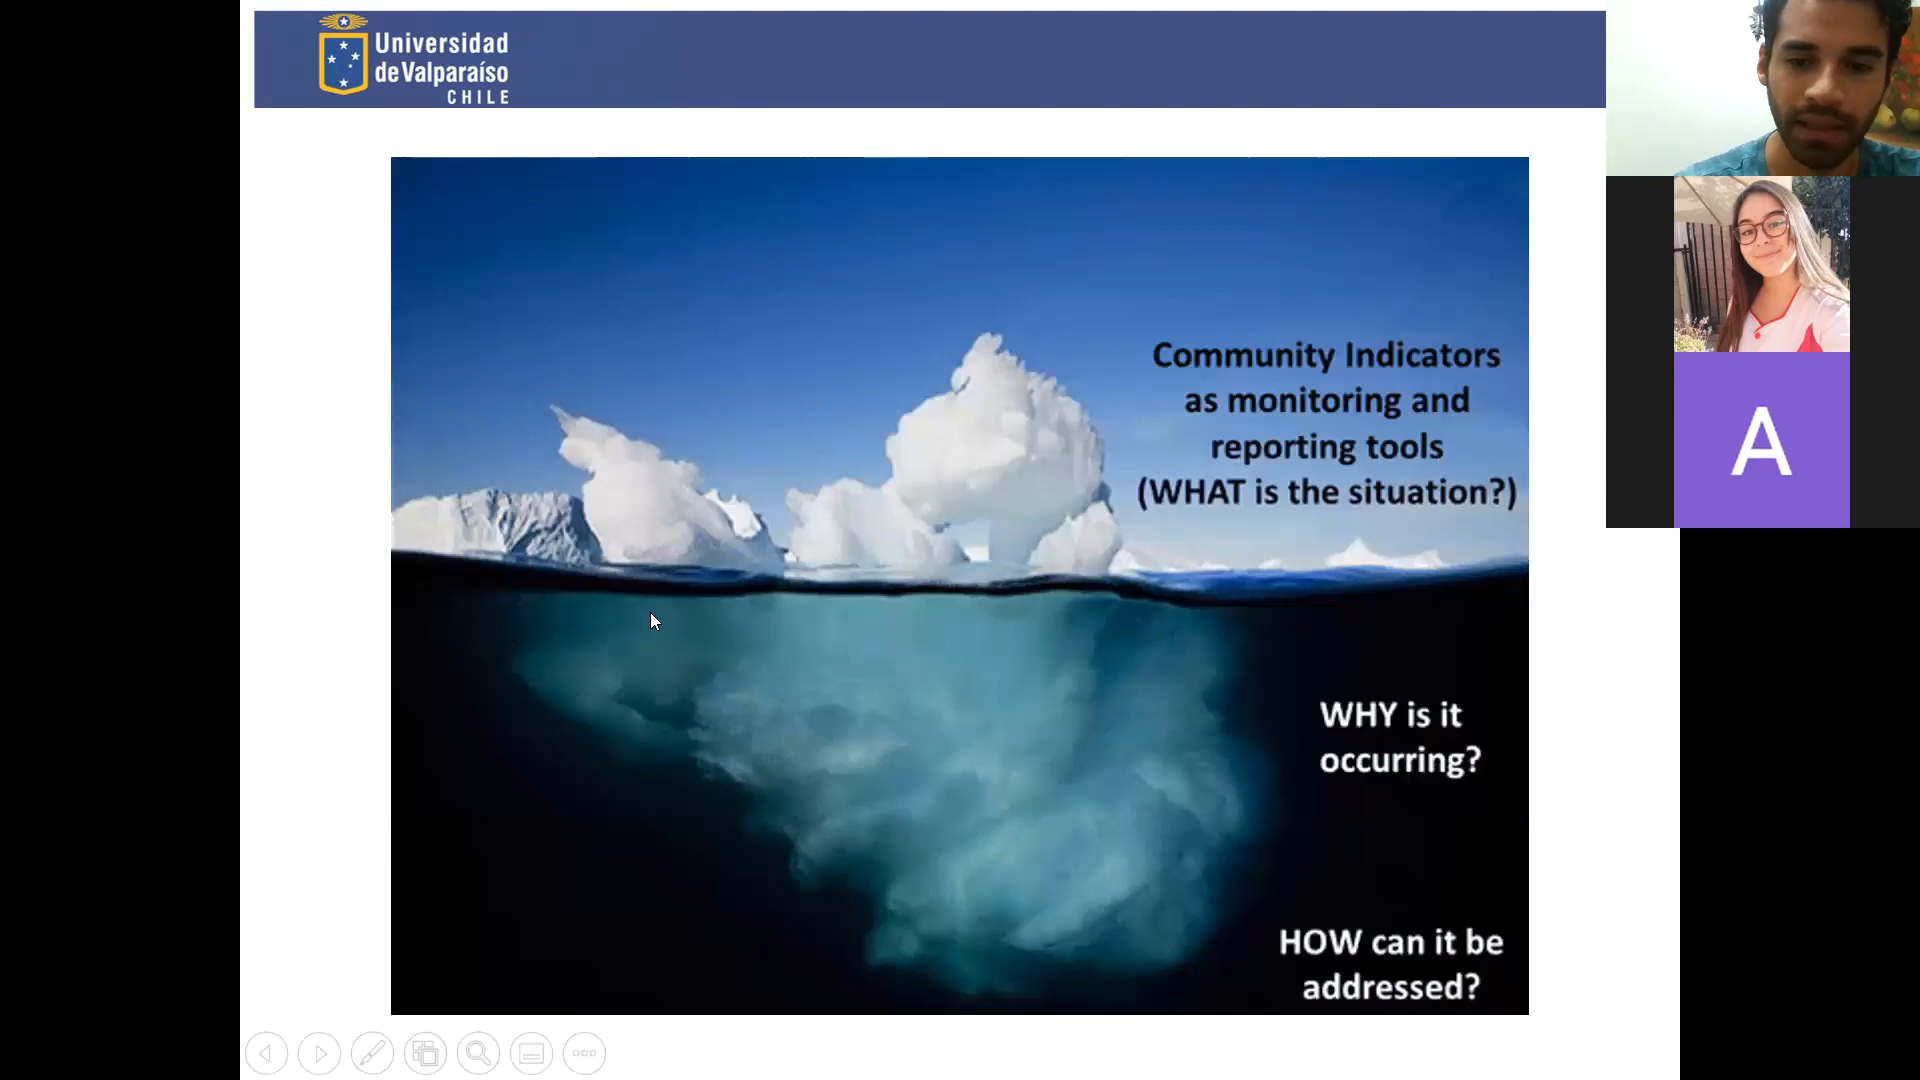 Universidad
de Valparaíso
CHILE
Community Indicators
as monitoring and
reporting tools
(WHAT is the situation?)
WHY is it
occurring?
HOW can it be
addressed?
A